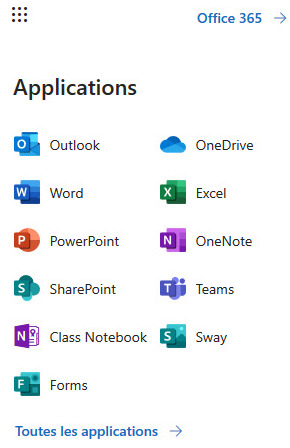 Office 365 →
Applications
Outlook OneDrive
Word Excel
PowerPoint OneNote
SharePoint Teams
Class Notebook Sway
Forms
Toutes les applications →